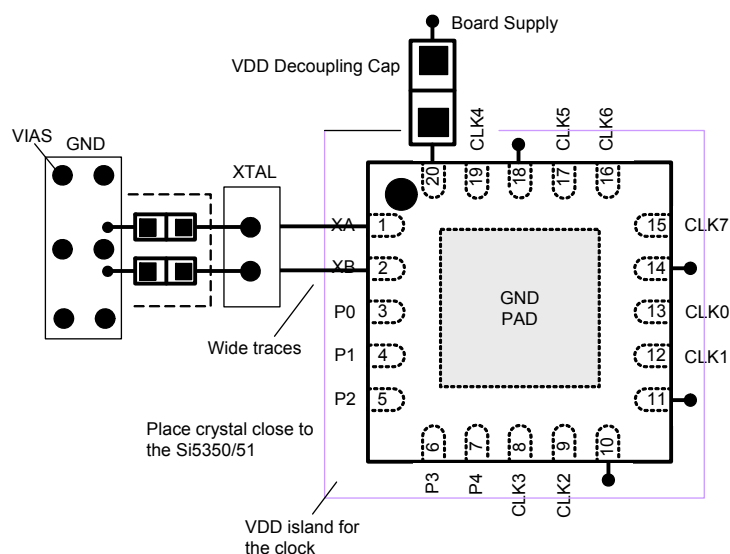 Board Supply
VDD Decoupling Cap
CLK4
CLK5
CLK6
VIAS
GND
XTAL
20
19
18
17
16
XA
1
15
CLK7
XB
2
14
P0
3
GND
PAD
13
CLK0
Wide traces
P1
4
12
CLK1
P2
5
11
Place crystal close to
the Si5350/51
6
7
8
9
10
P3
P4
CLK3
CLK2
VDD island for
the clock